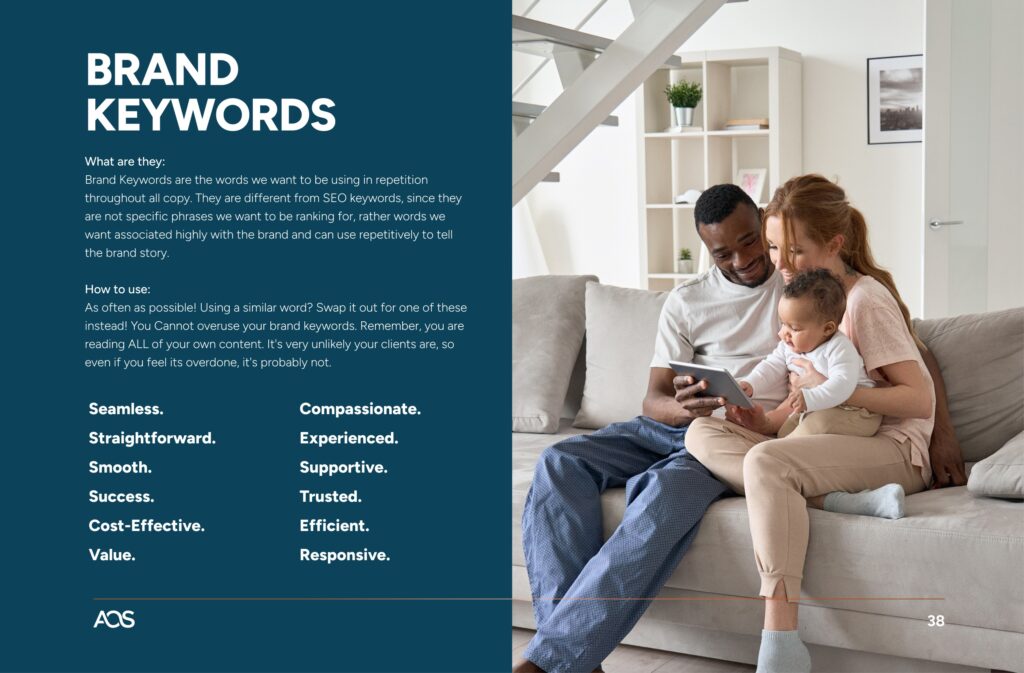 BRAND
KEYWORDS
What are they:
Brand Keywords are the words we want to be using in repetition
throughout all copy. They are different from SEO keywords, since they
are not specific phrases we want to be ranking for, rather words we
want associated highly with the brand and can use repetitively to tell
the brand story.
How to use:
As often as possible! Using a similar word? Swap it out for one of these
instead! You Cannot overuse your brand keywords. Remember, you are
reading ALL of your own content. It's very unlikely your clients are, so
even if you feel its overdone, it's probably not.
Seamless.
Straightforward.
Smooth.
Success.
Cost-Effective.
Value.
Compassionate.
Experienced.
Supportive.
Trusted.
Efficient.
Responsive.
AOS
38